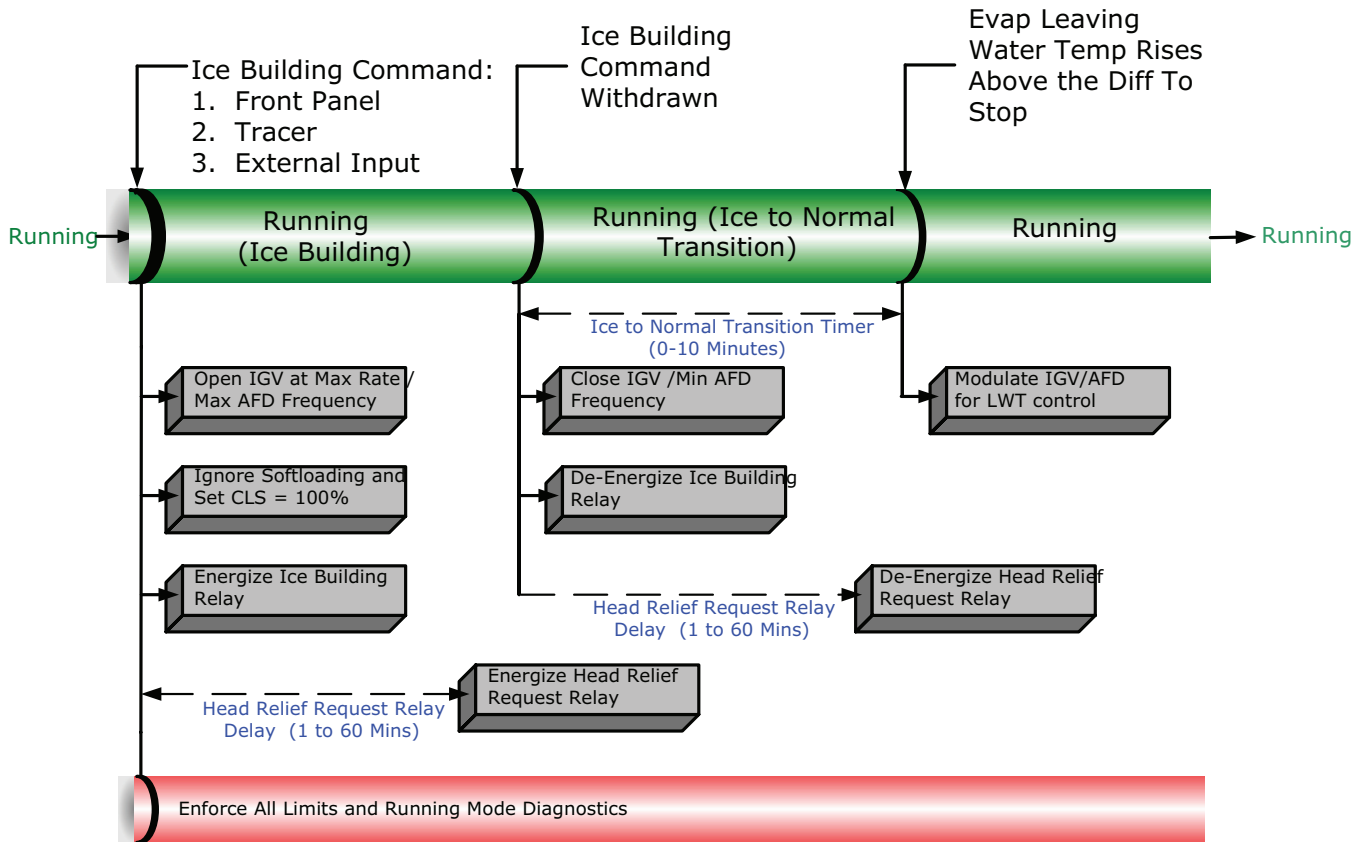 Ice Building Command:
1. Front Panel
2. Tracer
3. External Input
Ice Building
Command
Withdrawn
Evap Leaving
Water Temp Rises
Above the Diff To
Stop
Running
Running
(Ice Building)
Running (Ice to Normal
Transition)
Running
Running
Ice to Normal Transition Timer
(0-10 Minutes)
Open IGV at Max Rate /
Max AFD Frequency
Close IGV /Min AFD
Frequency
Modulate IGV/AFD
for LWT control
Ignore Softloading and
Set CLS = 100%
De-Energize Ice Building
Relay
Energize Ice Building
Relay
Head Relief Request Relay
Delay (1 to 60 Mins)
De-Energize Head Relief
Request Relay
Head Relief Request Relay
Delay (1 to 60 Mins)
Energize Head Relief
Request Relay
Enforce All Limits and Running Mode Diagnostics